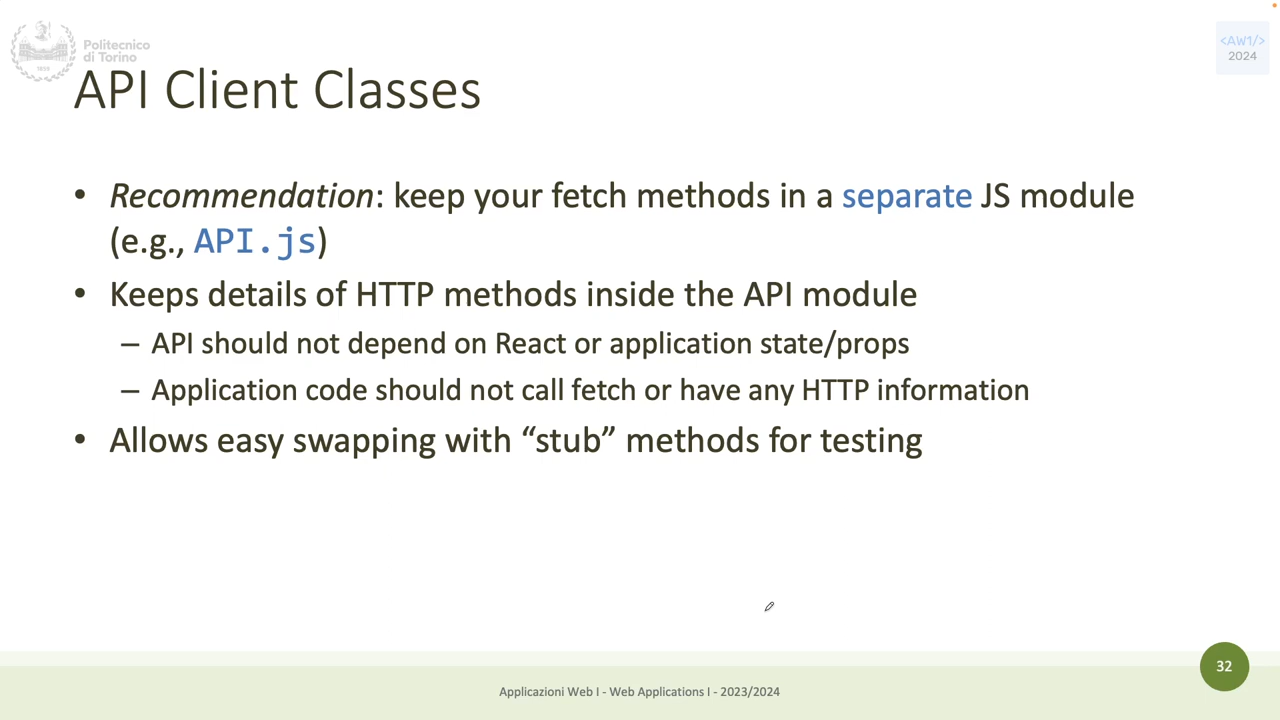 Politecnico
di Torino
1859
<AW1/>
2024
API Client Classes
• Recommendation: keep your fetch methods in a separate JS module
(e.g., API.js)
• Keeps details of HTTP methods inside the API module
– API should not depend on React or application state/props
– Application code should not call fetch or have any HTTP information
• Allows easy swapping with “stub” methods for testing
32
Applicazioni Web I - Web Applications I - 2023/2024